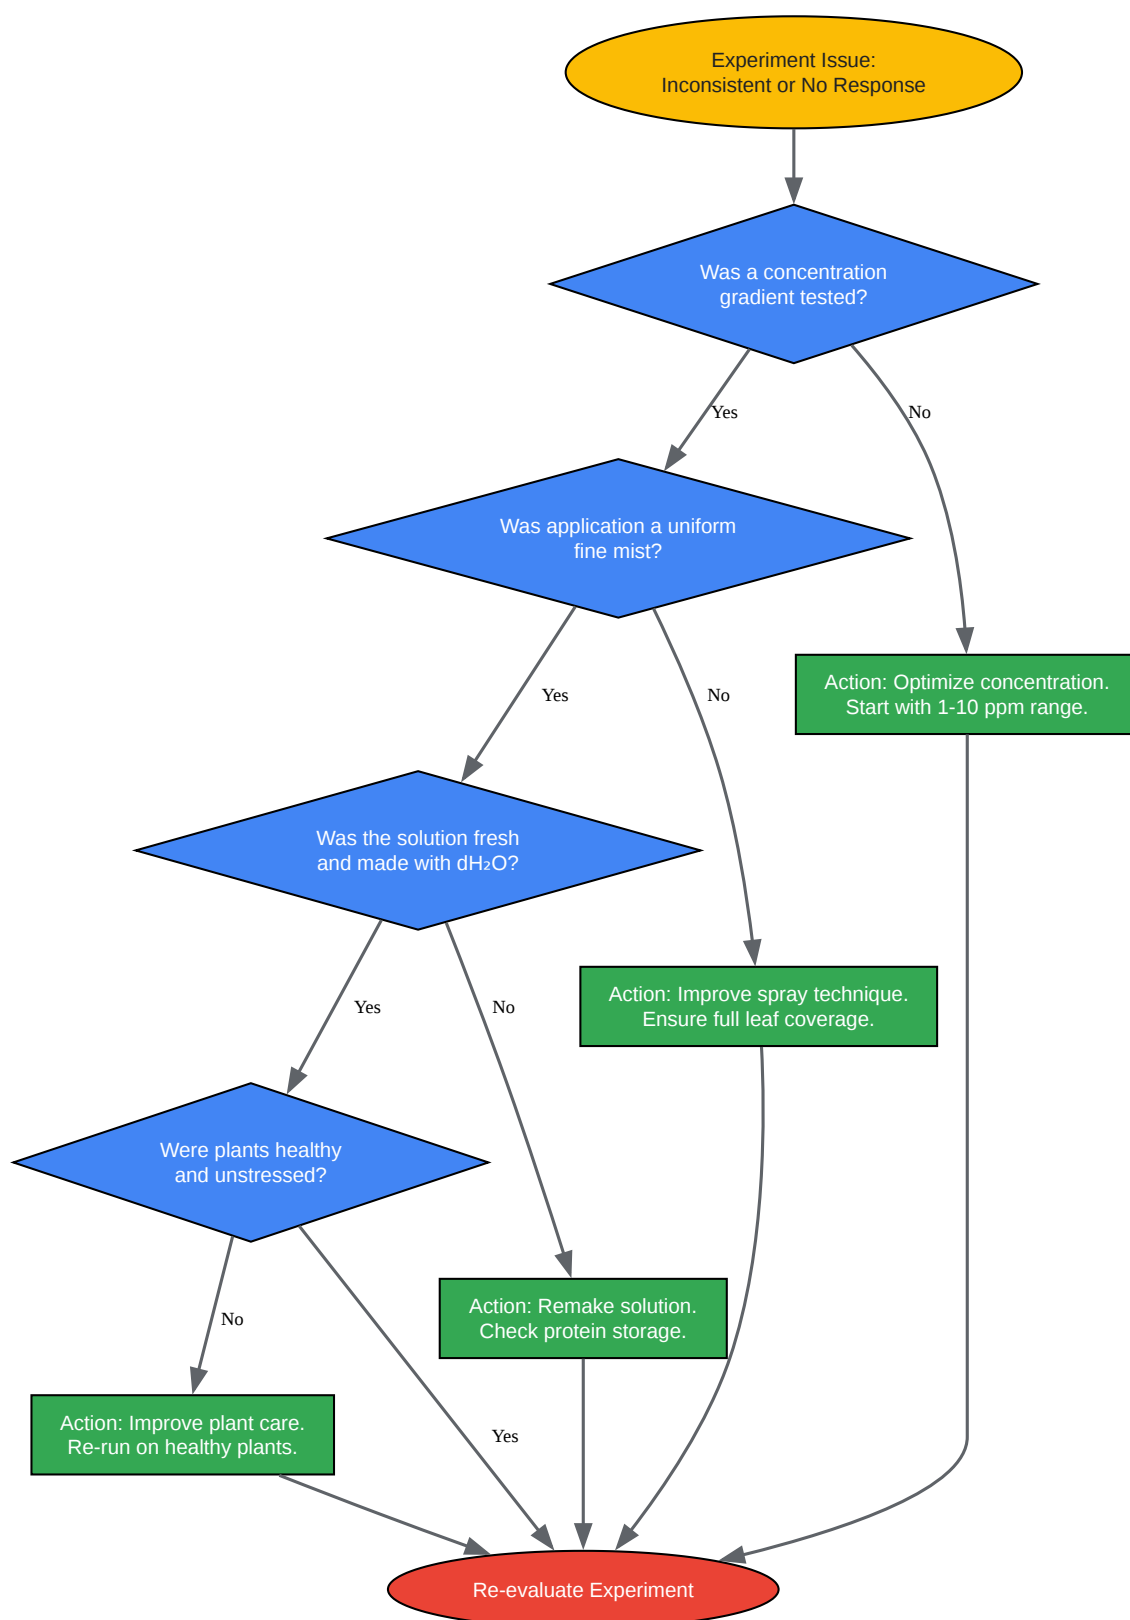 Experiment Issue:
Inconsistent or No Response
Was a concentration
gradient tested?
Yes
No
Was application a uniform
fine mist?
Action: Optimize concentration.
Start with 1-10 ppm range.
Yes
No
Was the solution fresh
and made with dH₂O?
Action: Improve spray technique.
Ensure full leaf coverage.
Yes
No
Were plants healthy
and unstressed?
Action: Remake solution.
Check protein storage.
No
Action: Improve plant care.
Re-run on healthy plants.
Yes
Re-evaluate Experiment